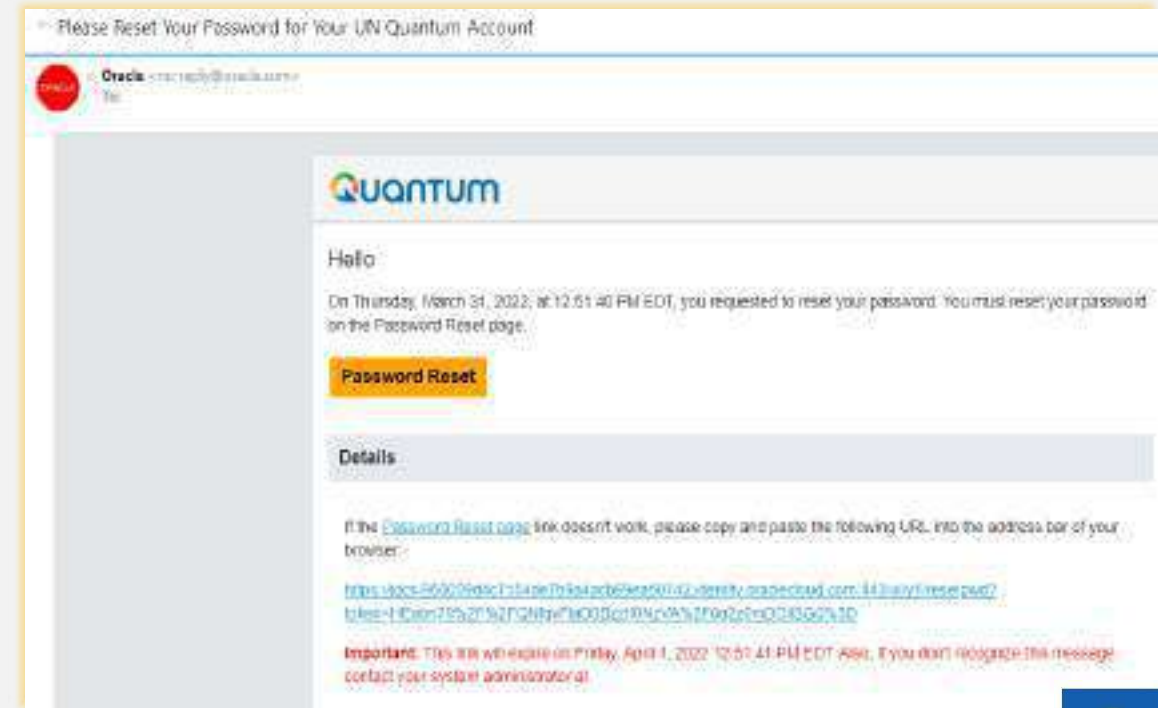 Please Reset Your Password for Your UN Quantum Account
Oracle
To:
Quantum
Hello
On Thursday, March 31, 2022, at 12:51:40 PM EDT, you requested to reset your password. You must reset your password
on the Password Reset page.
Password Reset
Details
If the Password Reset page link doesn't work, please copy and paste the following URL into the address bar of your
browser:
Important: This link will expire on Friday, April 1, 2022 12:51:41 PM EDT Also, if you don't recognize this message
contact your system administrator at